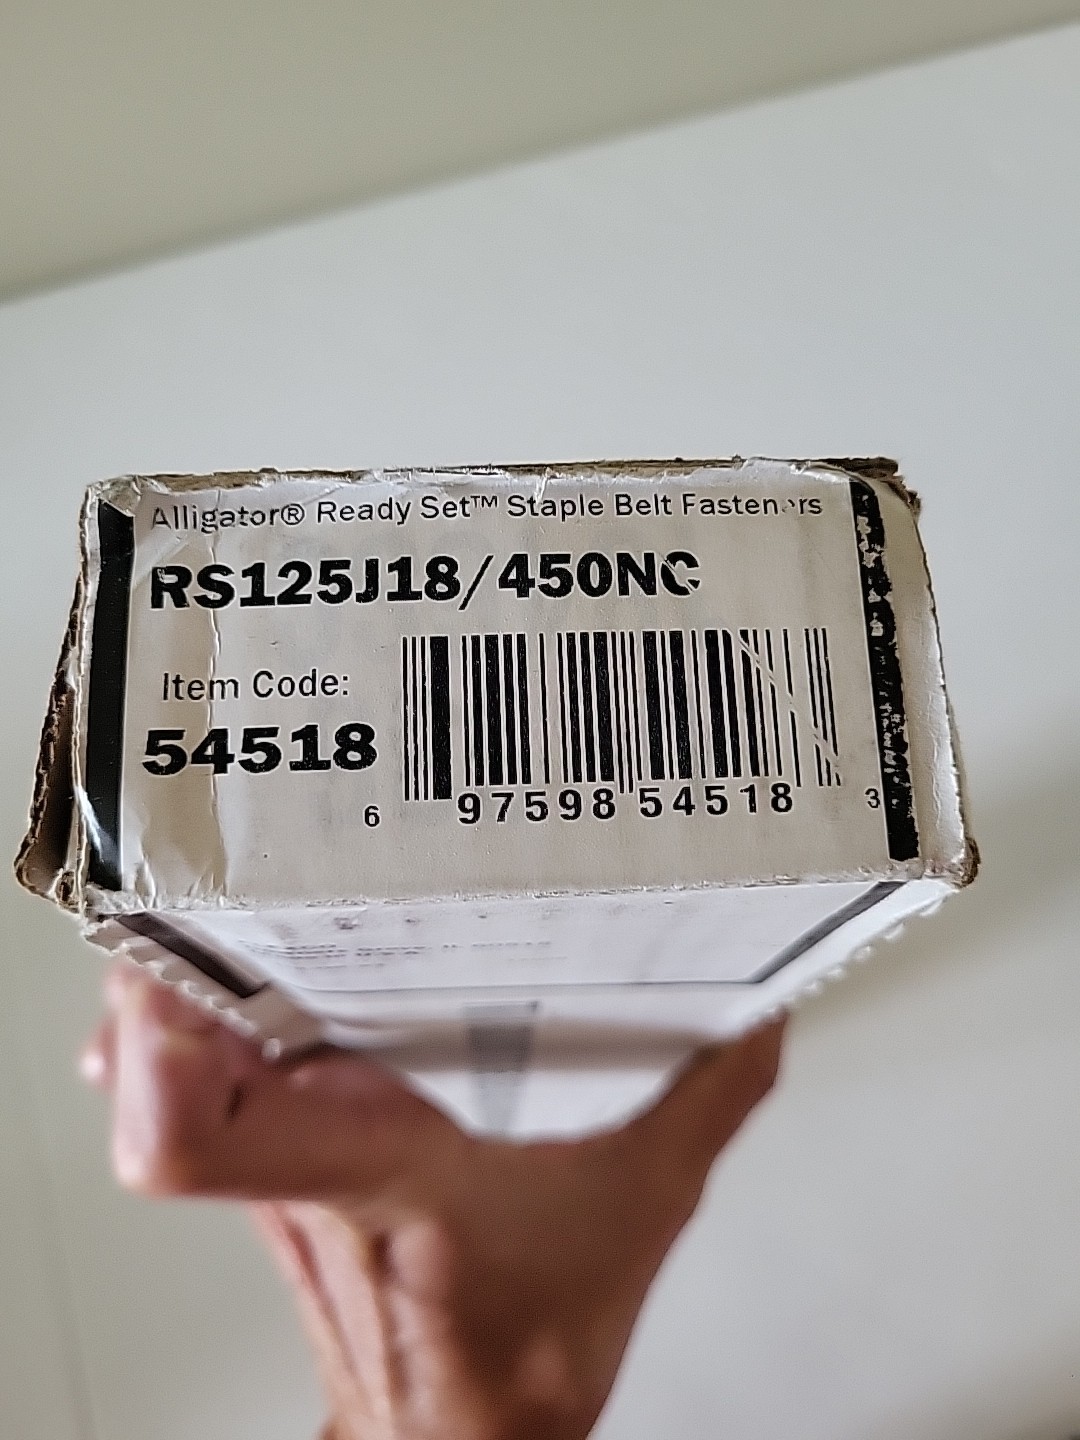 Alligator® Ready Set™ Staple Belt Fasteners
RS125J18/450NC
Item Code:
54518
6 97598 54518 3